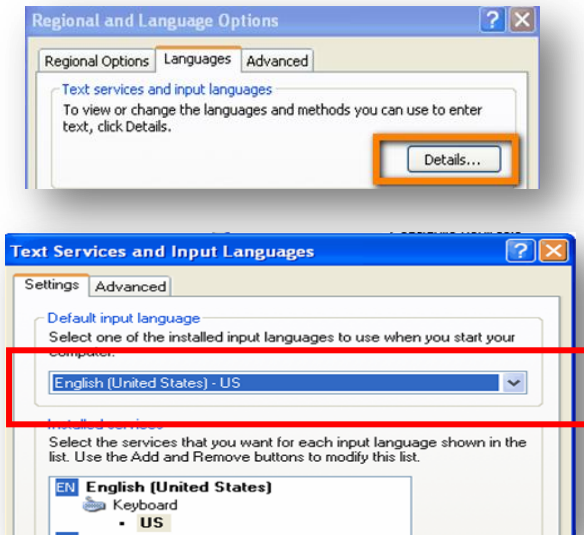 Regional and Language Options
Regional Options Languages Advanced
Text services and input languages
To view or change the languages and methods you can use to enter
text, click Details.
Details...
Text Services and Input Languages
Settings Advanced
Default input language
Select one of the installed input languages to use when you start your
computer.
English (United States) - US
Installed services
Select the services that you want for each input language shown in the
list. Use the Add and Remove buttons to modify this list.
EN English (United States)
Keyboard
• US